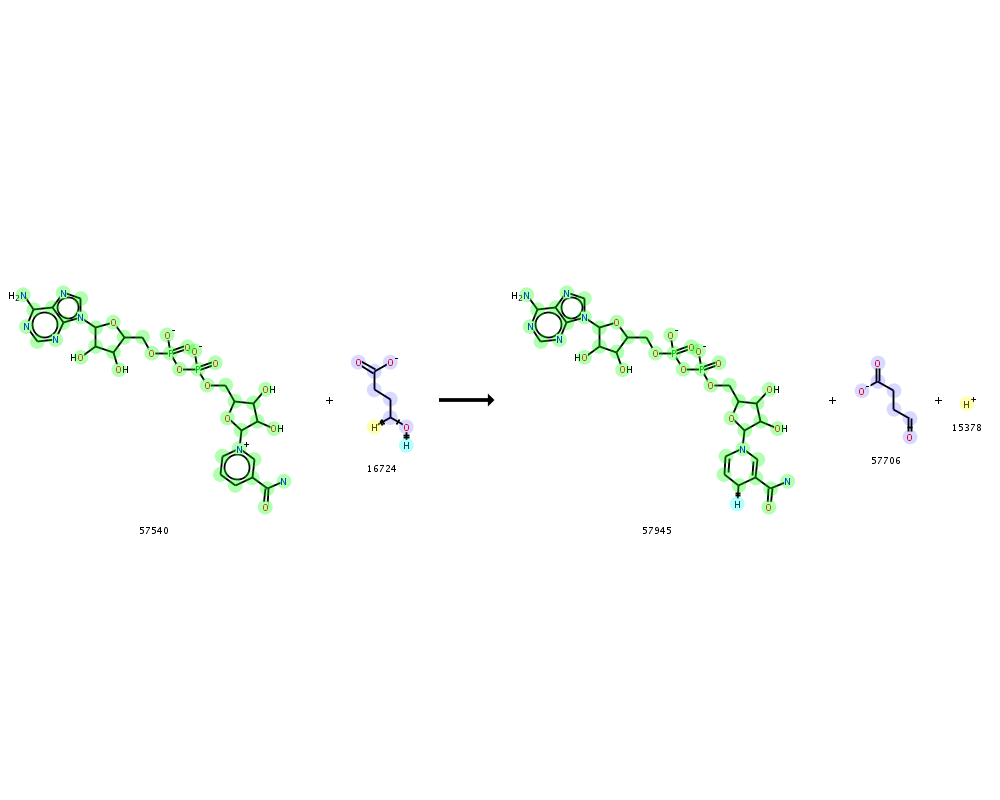 H₂N N N N N O HO OH O O⁻ P O O O⁻ P O O O OH OH N⁺ N O
57540
+
O O⁻ H O H
16724
H₂N N N N N O HO OH O O⁻ P O O O⁻ P O O O OH OH N H N O
57945
+
O O⁻ O
57706
+
H⁺
15378